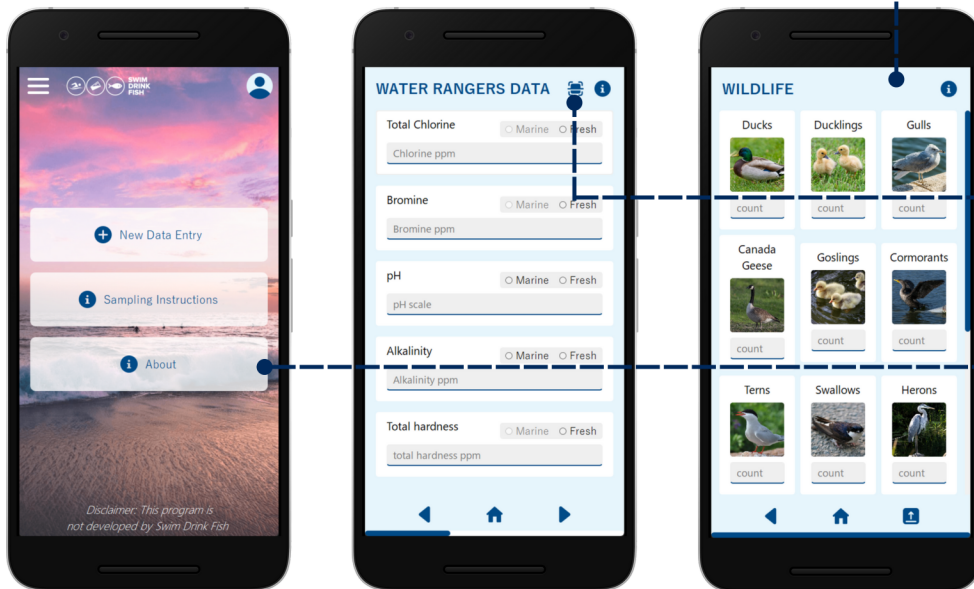 SWIM
DRINK
FISH
New Data Entry
Sampling Instructions
About
Disclaimer: This program is
not developed by Swim Drink Fish
WATER RANGERS DATA
Total Chlorine
Marine Fresh
Chlorine ppm
Bromine
Marine Fresh
Bromine ppm
pH
Marine Fresh
pH scale
Alkalinity
Marine Fresh
Alkalinity ppm
Total hardness
Marine Fresh
total hardness ppm
WILDLIFE
Ducks Ducklings Gulls
count count count
Canada
Geese Goslings Cormorants
count count count
Terns Swallows Herons
count count count